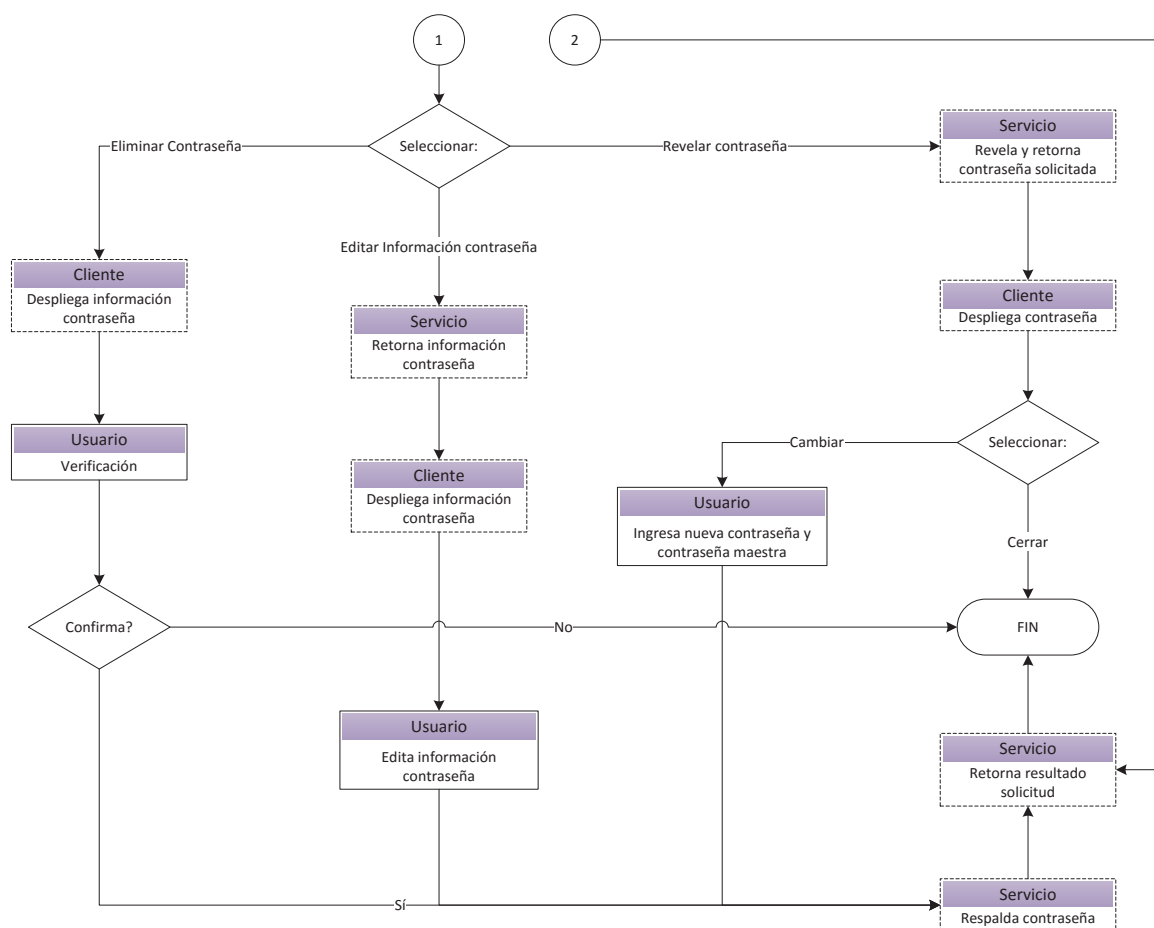 1
2
Eliminar Contraseña
Seleccionar:
Revelar contraseña
Servicio
Revela y retorna
contraseña solicitada
Editar Información contraseña
Cliente
Despliega información
contraseña
Cliente
Despliega contraseña
Servicio
Retorna información
contraseña
Usuario
Verificación
Cambiar
Seleccionar:
Cliente
Despliega información
contraseña
Usuario
Ingresa nueva contraseña y
contraseña maestra
Cerrar
Confirma?
No
FIN
Usuario
Edita información
contraseña
Servicio
Retorna resultado
solicitud
Sí
Servicio
Respalda contraseña